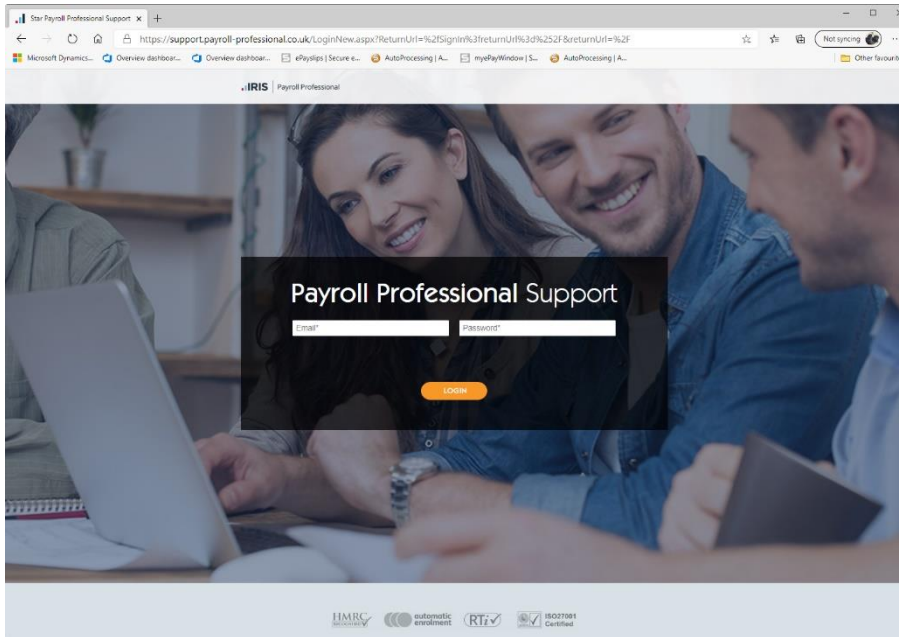 Star Payroll Professional Support
https://support.payroll-professional.co.uk/LoginNew.aspx?ReturnUrl=%2fSignIn%3freturnUrl%3d%252F&returnUrl=%2F
Not syncing
Microsoft Dynamics... Overview dashboar... Overview dashboar... ePayslips | Secure e... AutoProcessing | A... myePayWindow | S... AutoProcessing | A... Other favourite
IRIS Payroll Professional
Payroll Professional Support
Email* Password*
LOGIN
HMRC automatic enrolment RTi ISO27001 Certified